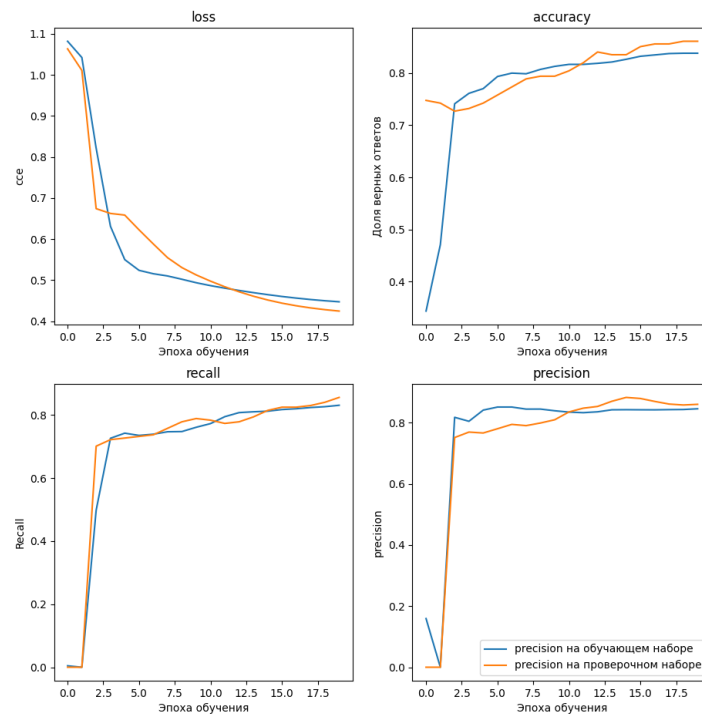 loss
1.1
1.0
0.9
0.8
0.7
0.6
0.5
0.4
cce
0.0 2.5 5.0 7.5 10.0 12.5 15.0 17.5
Эпоха обучения
accuracy
0.8
0.7
0.6
0.5
0.4
Доля верных ответов
0.0 2.5 5.0 7.5 10.0 12.5 15.0 17.5
Эпоха обучения
recall
0.8
0.6
0.4
0.2
0.0
Recall
0.0 2.5 5.0 7.5 10.0 12.5 15.0 17.5
Эпоха обучения
precision
0.8
0.6
0.4
0.2
0.0
precision
precision на обучающем наборе
precision на проверочном наборе
0.0 2.5 5.0 7.5 10.0 12.5 15.0 17.5
Эпоха обучения